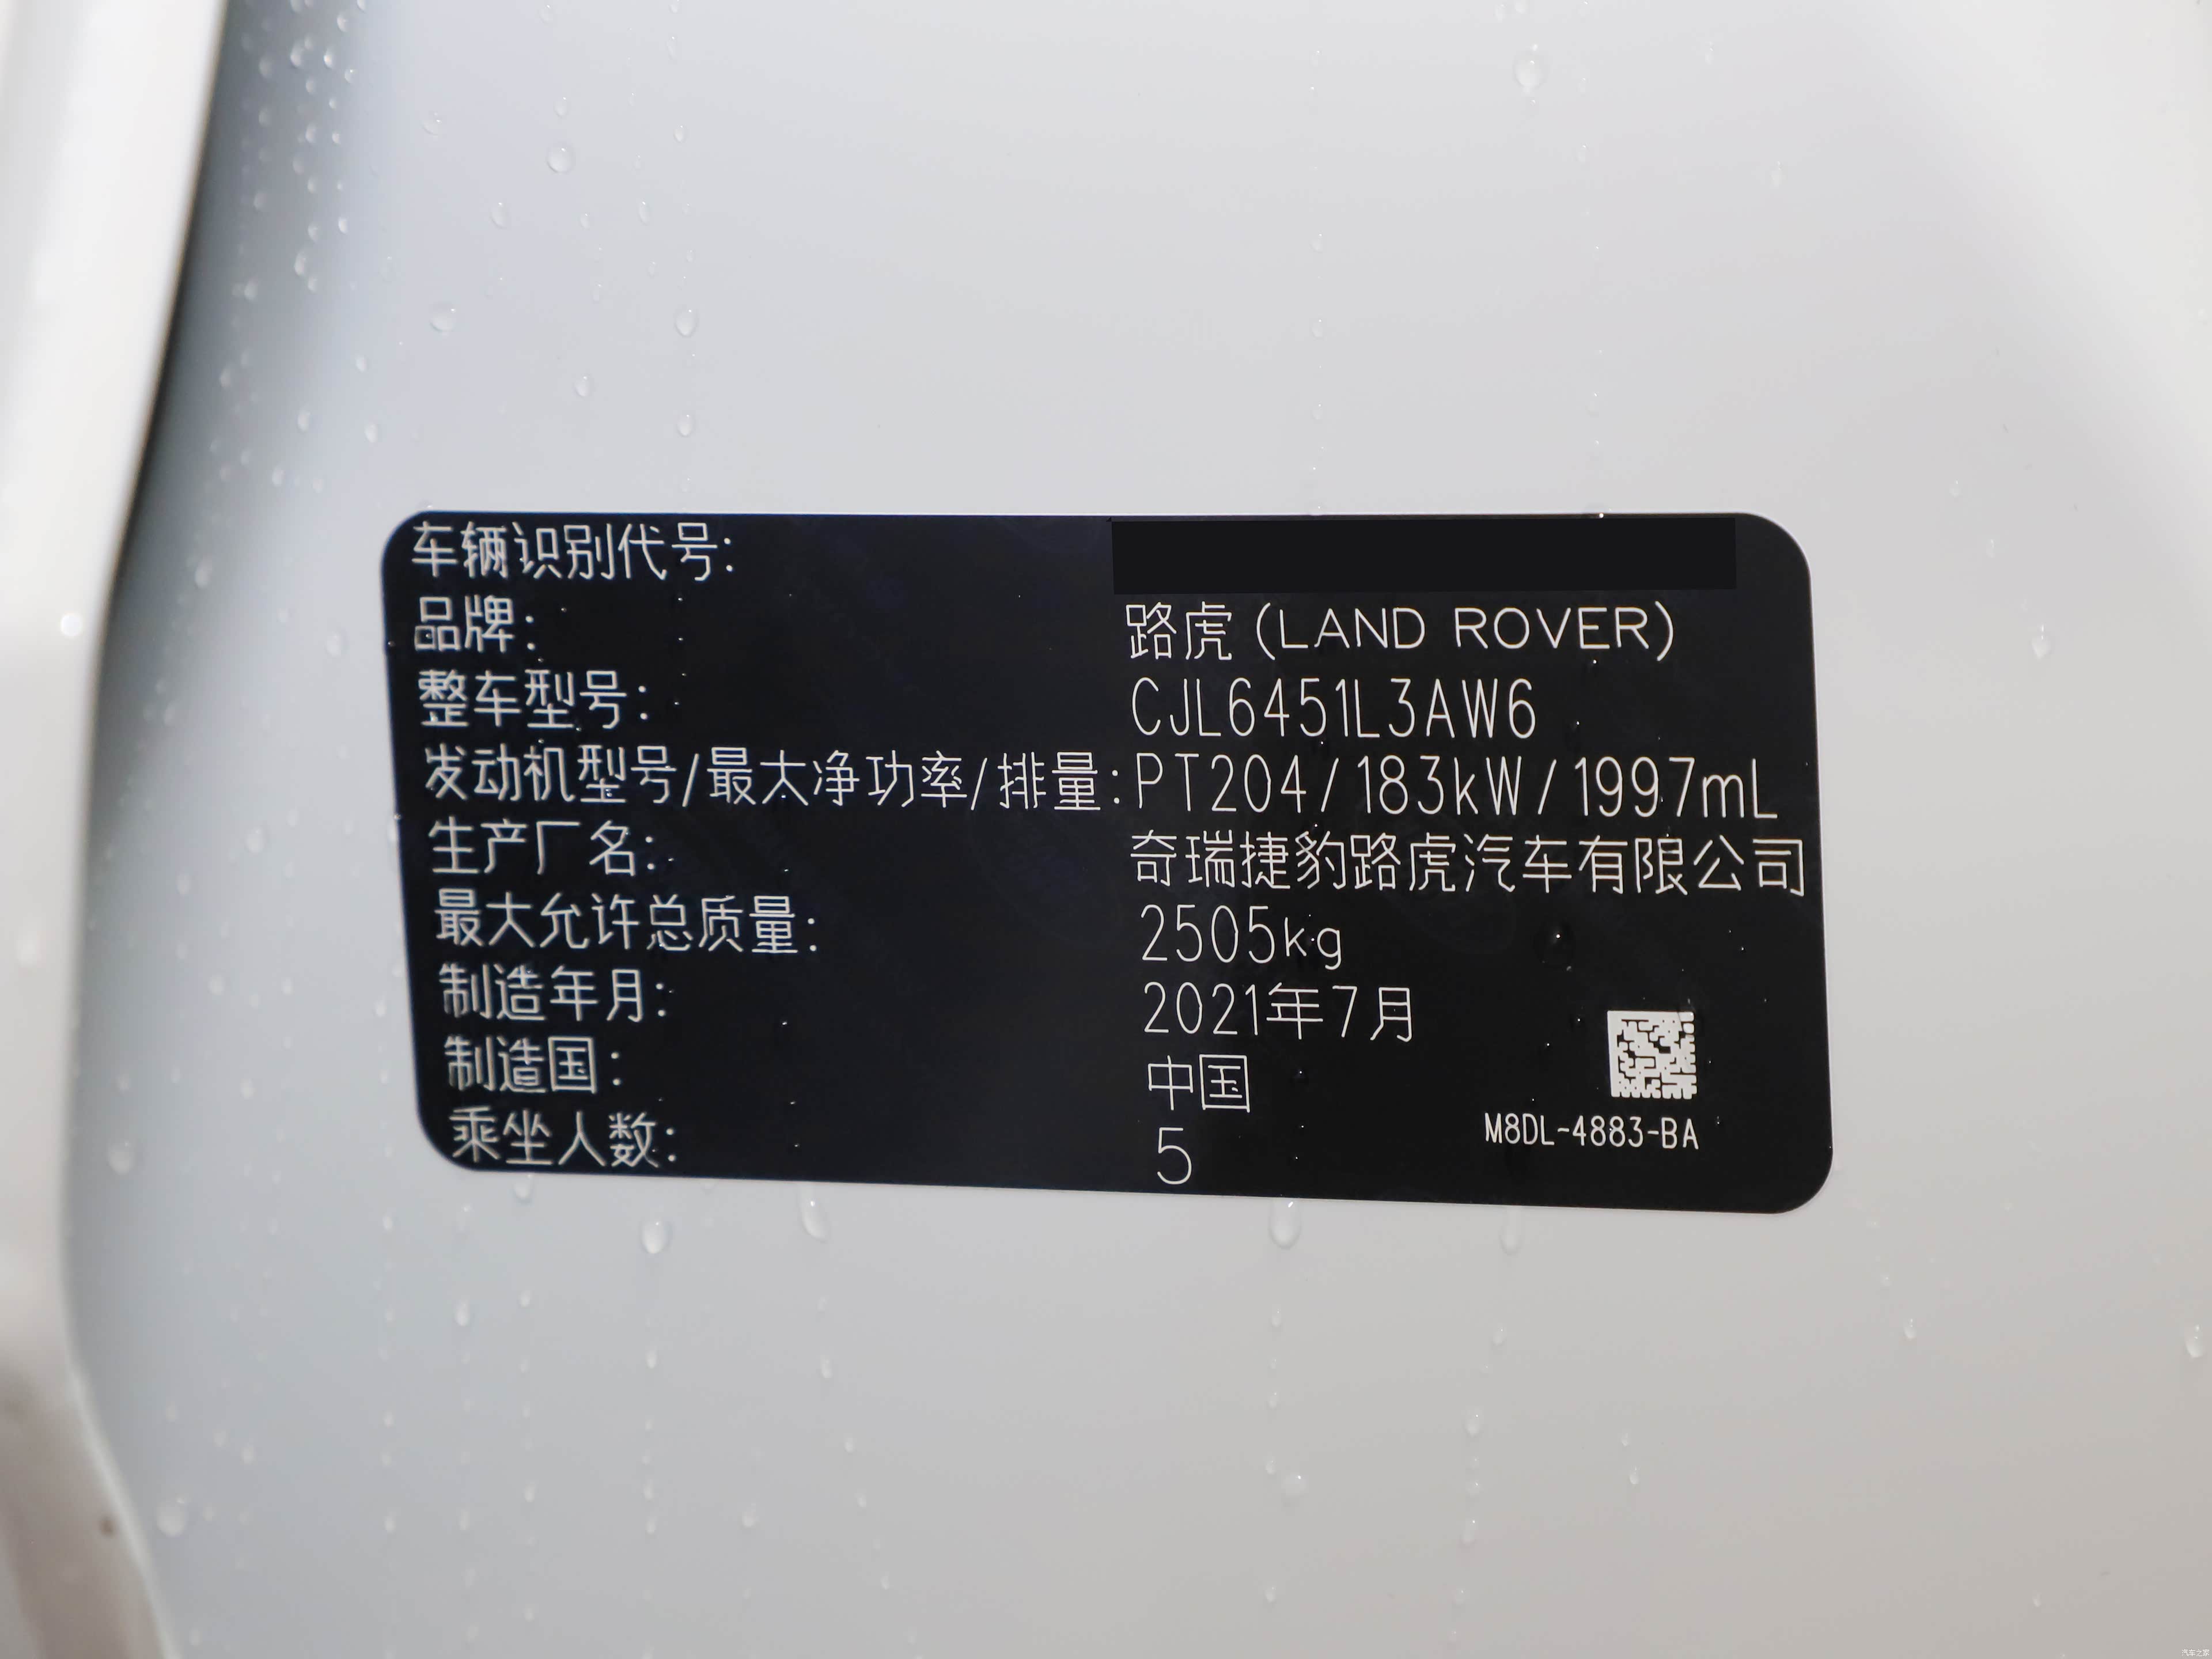 车辆识别代号:
品牌: 路虎 (LAND ROVER)
整车型号: CJL6451L3AW6
发动机型号/最大净功率/排量: PT204/183kW/1997mL
生产厂名: 奇瑞捷豹路虎汽车有限公司
最大允许总质量: 2505kg
制造年月: 2021年7月
制造国: 中国
乘坐人数: 5
M8DL-4883-BA
汽车之家